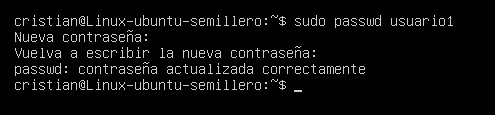 cristian@Linux-ubuntu-semillero:~$ sudo passwd usuario1
Nueva contraseña:
Vuelva a escribir la nueva contraseña:
passwd: contraseña actualizada correctamente
cristian@Linux-ubuntu-semillero:~$ _